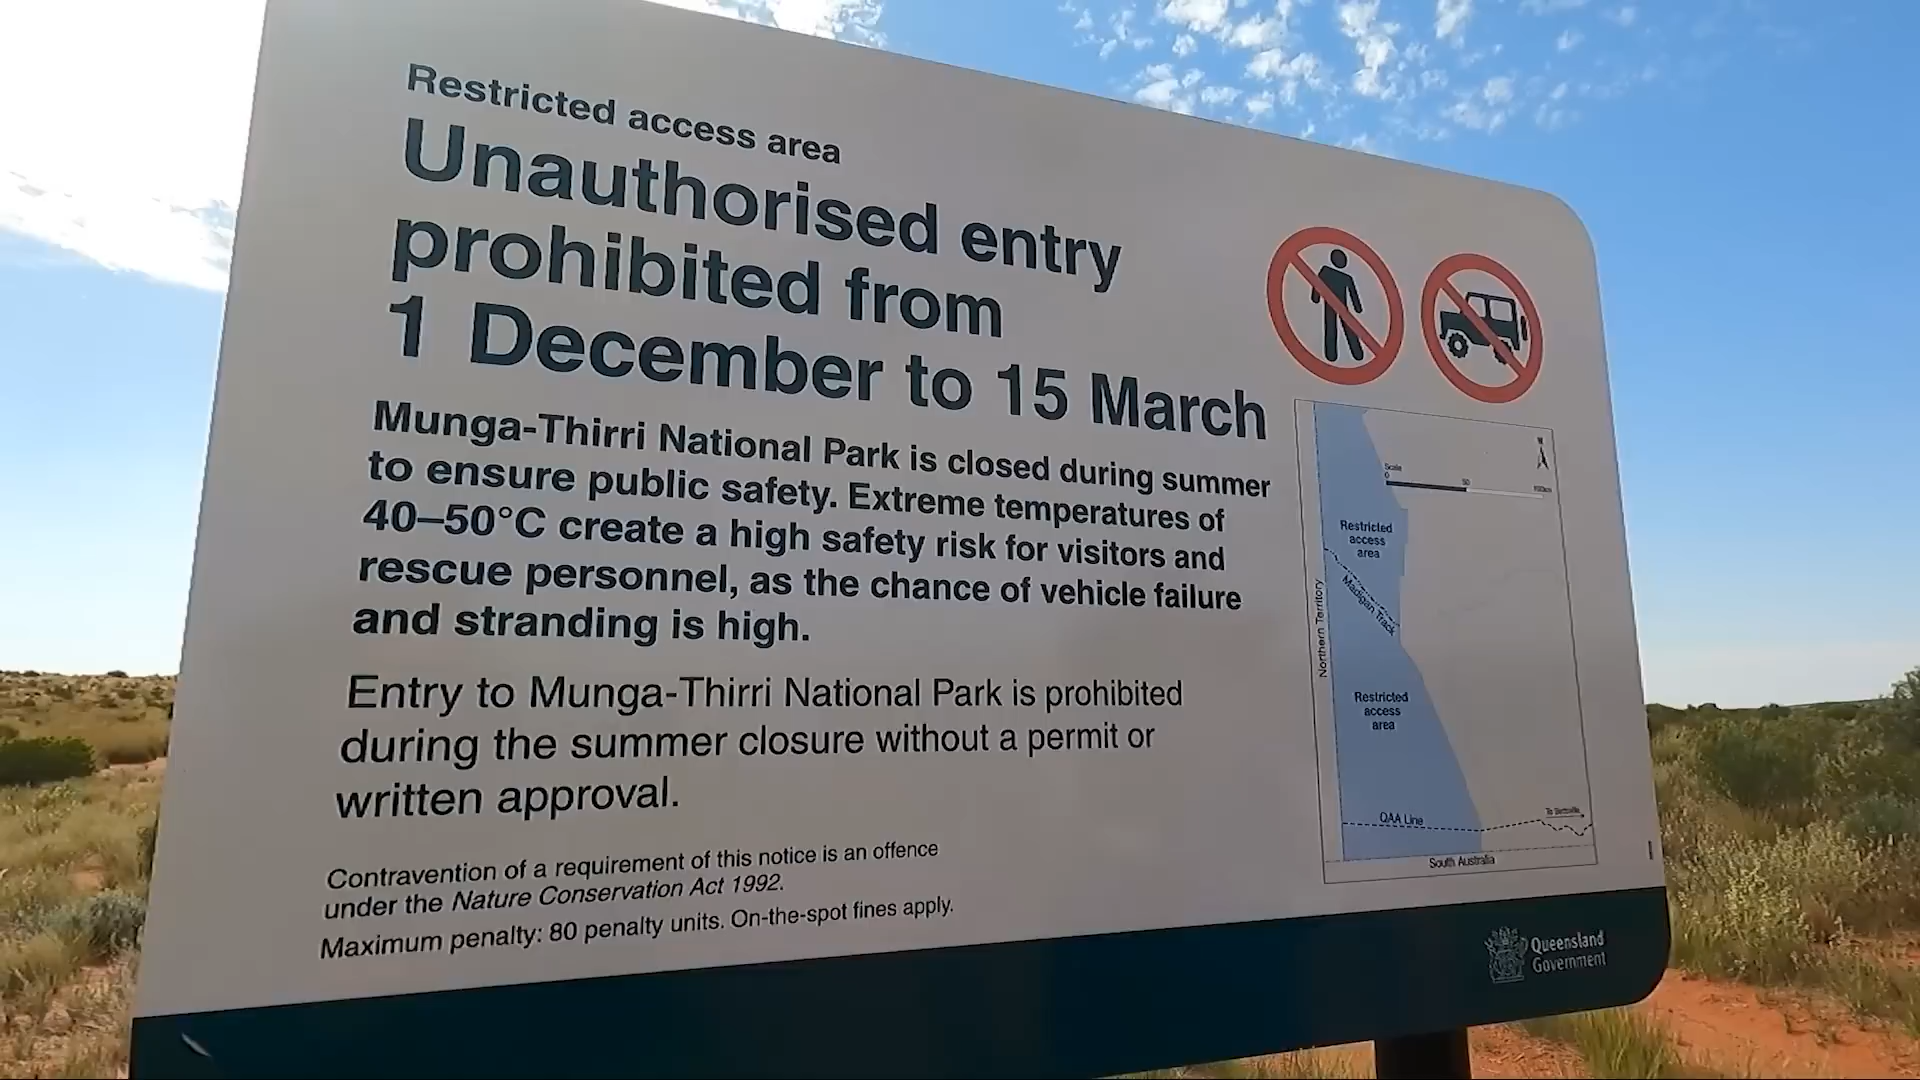 Restricted access area
Unauthorised entry
prohibited from
1 December to 15 March
Munga-Thirri National Park is closed during summer
to ensure public safety. Extreme temperatures of
40–50°C create a high safety risk for visitors and
rescue personnel, as the chance of vehicle failure
and stranding is high.
Entry to Munga-Thirri National Park is prohibited
during the summer closure without a permit or
written approval.
Contravention of a requirement of this notice is an offence
under the Nature Conservation Act 1992.
Maximum penalty: 80 penalty units. On-the-spot fines apply.
N
Scale
0 50
Restricted
access
area
Madigan Track
Northern Territory
Restricted
access
area
QAA Line
South Australia
Queensland
Government